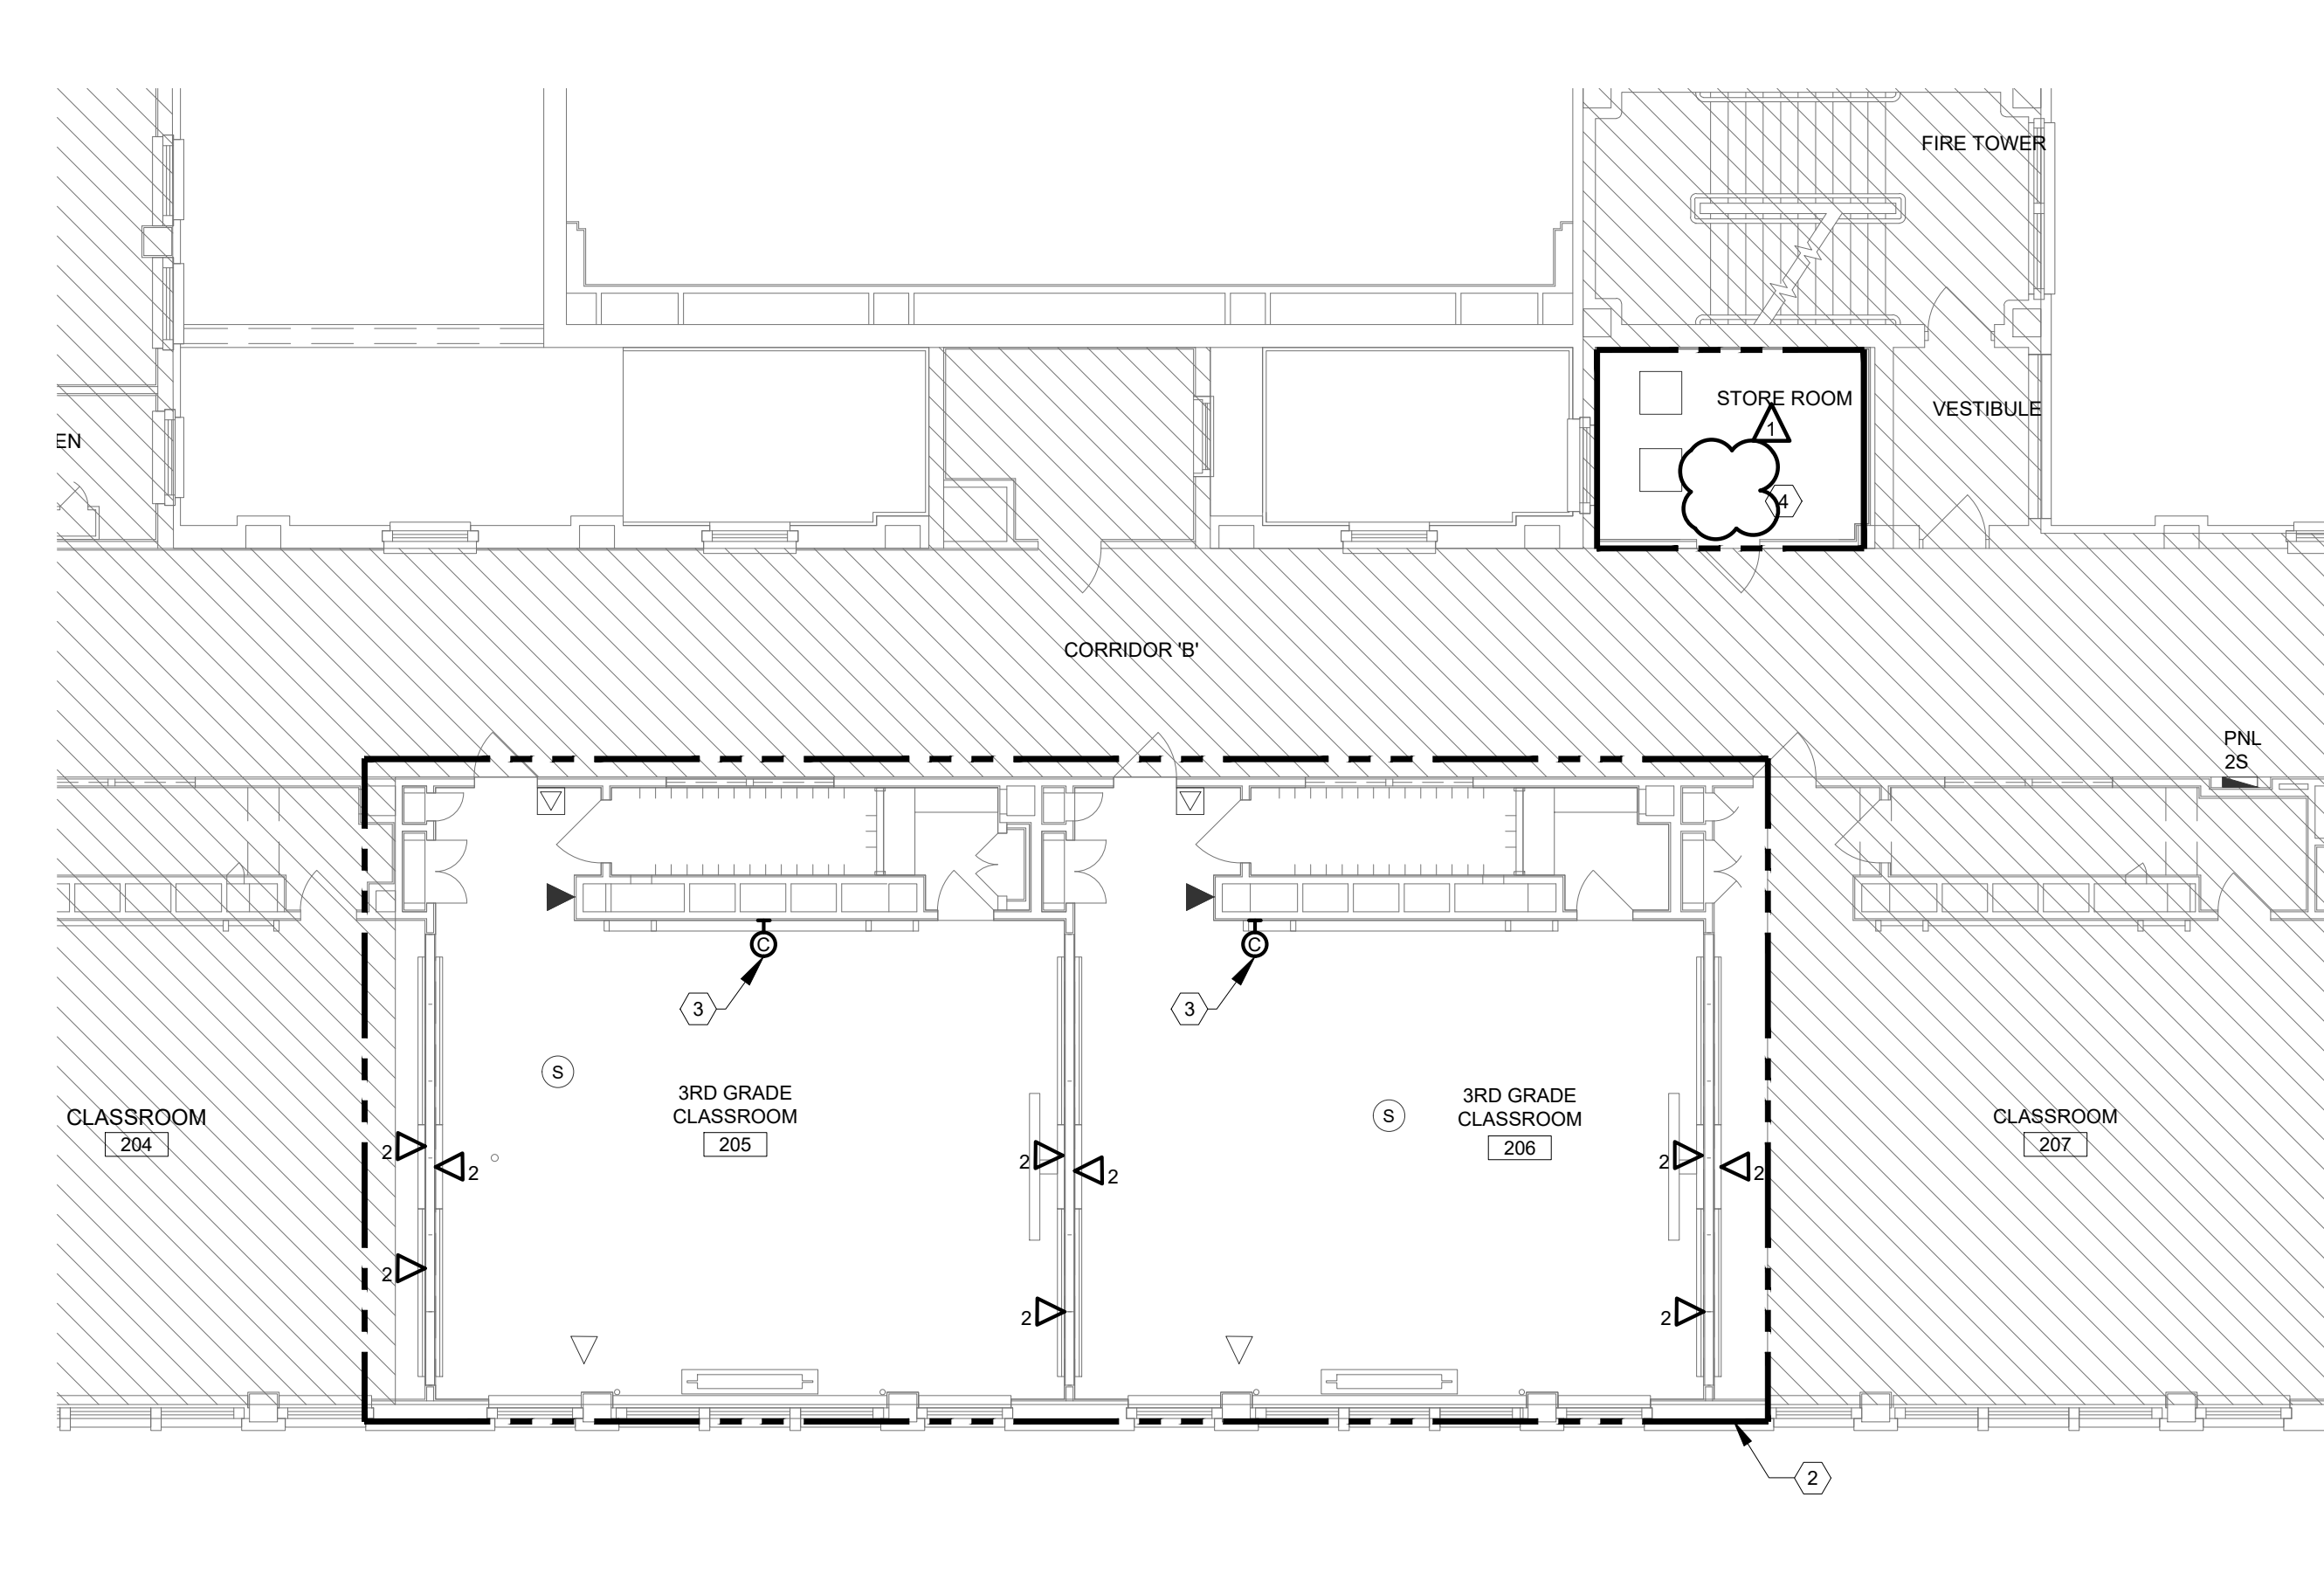 FIRE TOWER
STORE ROOM
VESTIBULE
1
EN
4
CORRIDOR 'B'
PNL
2S
C
C
3
3
S
3RD GRADE
CLASSROOM
205
S
3RD GRADE
CLASSROOM
206
CLASSROOM
204
CLASSROOM
207
2
2
2
2
2
2
2
2
2
2